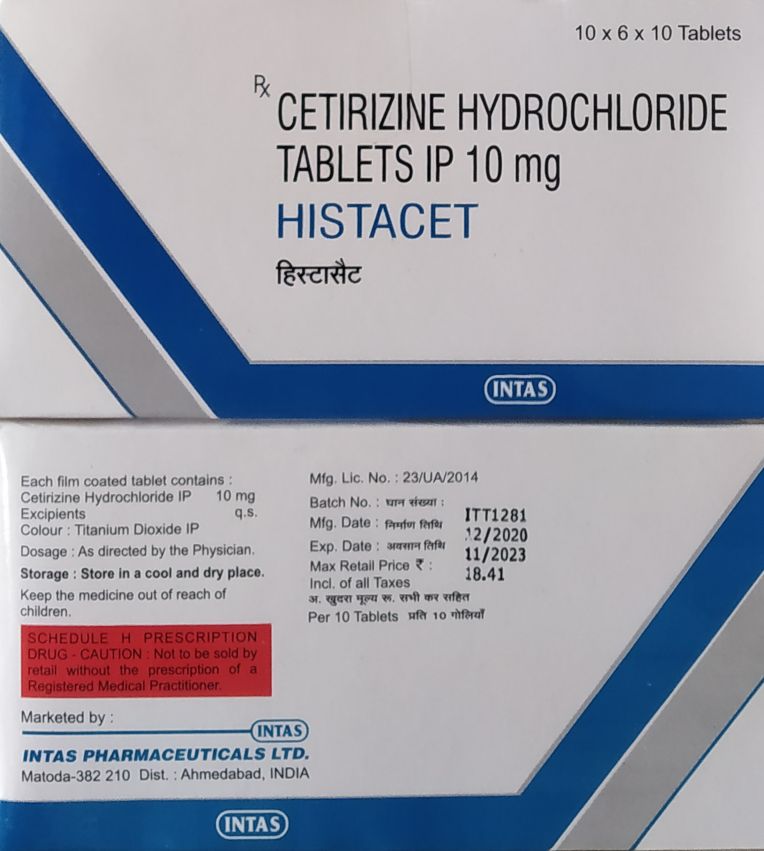 10 x 6 x 10 Tablets
Rx
CETIRIZINE HYDROCHLORIDE
TABLETS IP 10 mg
HISTACET
हिस्टासैट
INTAS
Each film coated tablet contains :
Cetirizine Hydrochloride IP 10 mg
Excipients q.s.
Colour : Titanium Dioxide IP
Dosage : As directed by the Physician.
Storage : Store in a cool and dry place.
Keep the medicine out of reach of
children.
SCHEDULE H PRESCRIPTION
DRUG - CAUTION : Not to be sold by
retail without the prescription of a
Registered Medical Practitioner.
Marketed by :
INTAS
INTAS PHARMACEUTICALS LTD.
Matoda-382 210 Dist. : Ahmedabad, INDIA
Mfg. Lic. No. : 23/UA/2014
Batch No. : घान संख्या : ITT1281
Mfg. Date : निर्माण तिथि 12/2020
Exp. Date : अवसान तिथि 11/2023
Max Retail Price ₹ : 18.41
Incl. of all Taxes
अ. खुदरा मूल्य रू. सभी कर सहित
Per 10 Tablets प्रति 10 गोलियाँ
INTAS